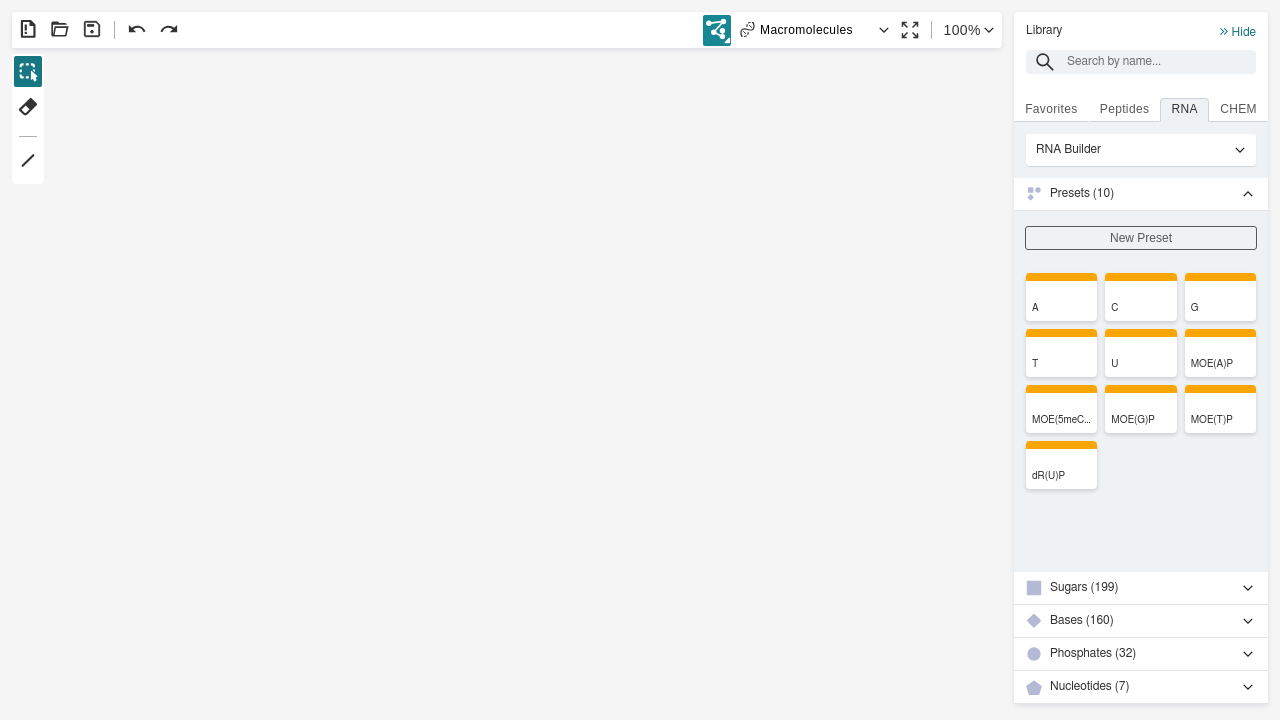 Macromolecules
100%
Library
Hide
Search by name...
Favorites
Peptides
RNA
CHEM
RNA Builder
Presets (10)
New Preset
A
C
G
T
U
MOE(A)P
MOE(5meC...
MOE(G)P
MOE(T)P
dR(U)P
Sugars (199)
Bases (160)
Phosphates (32)
Nucleotides (7)